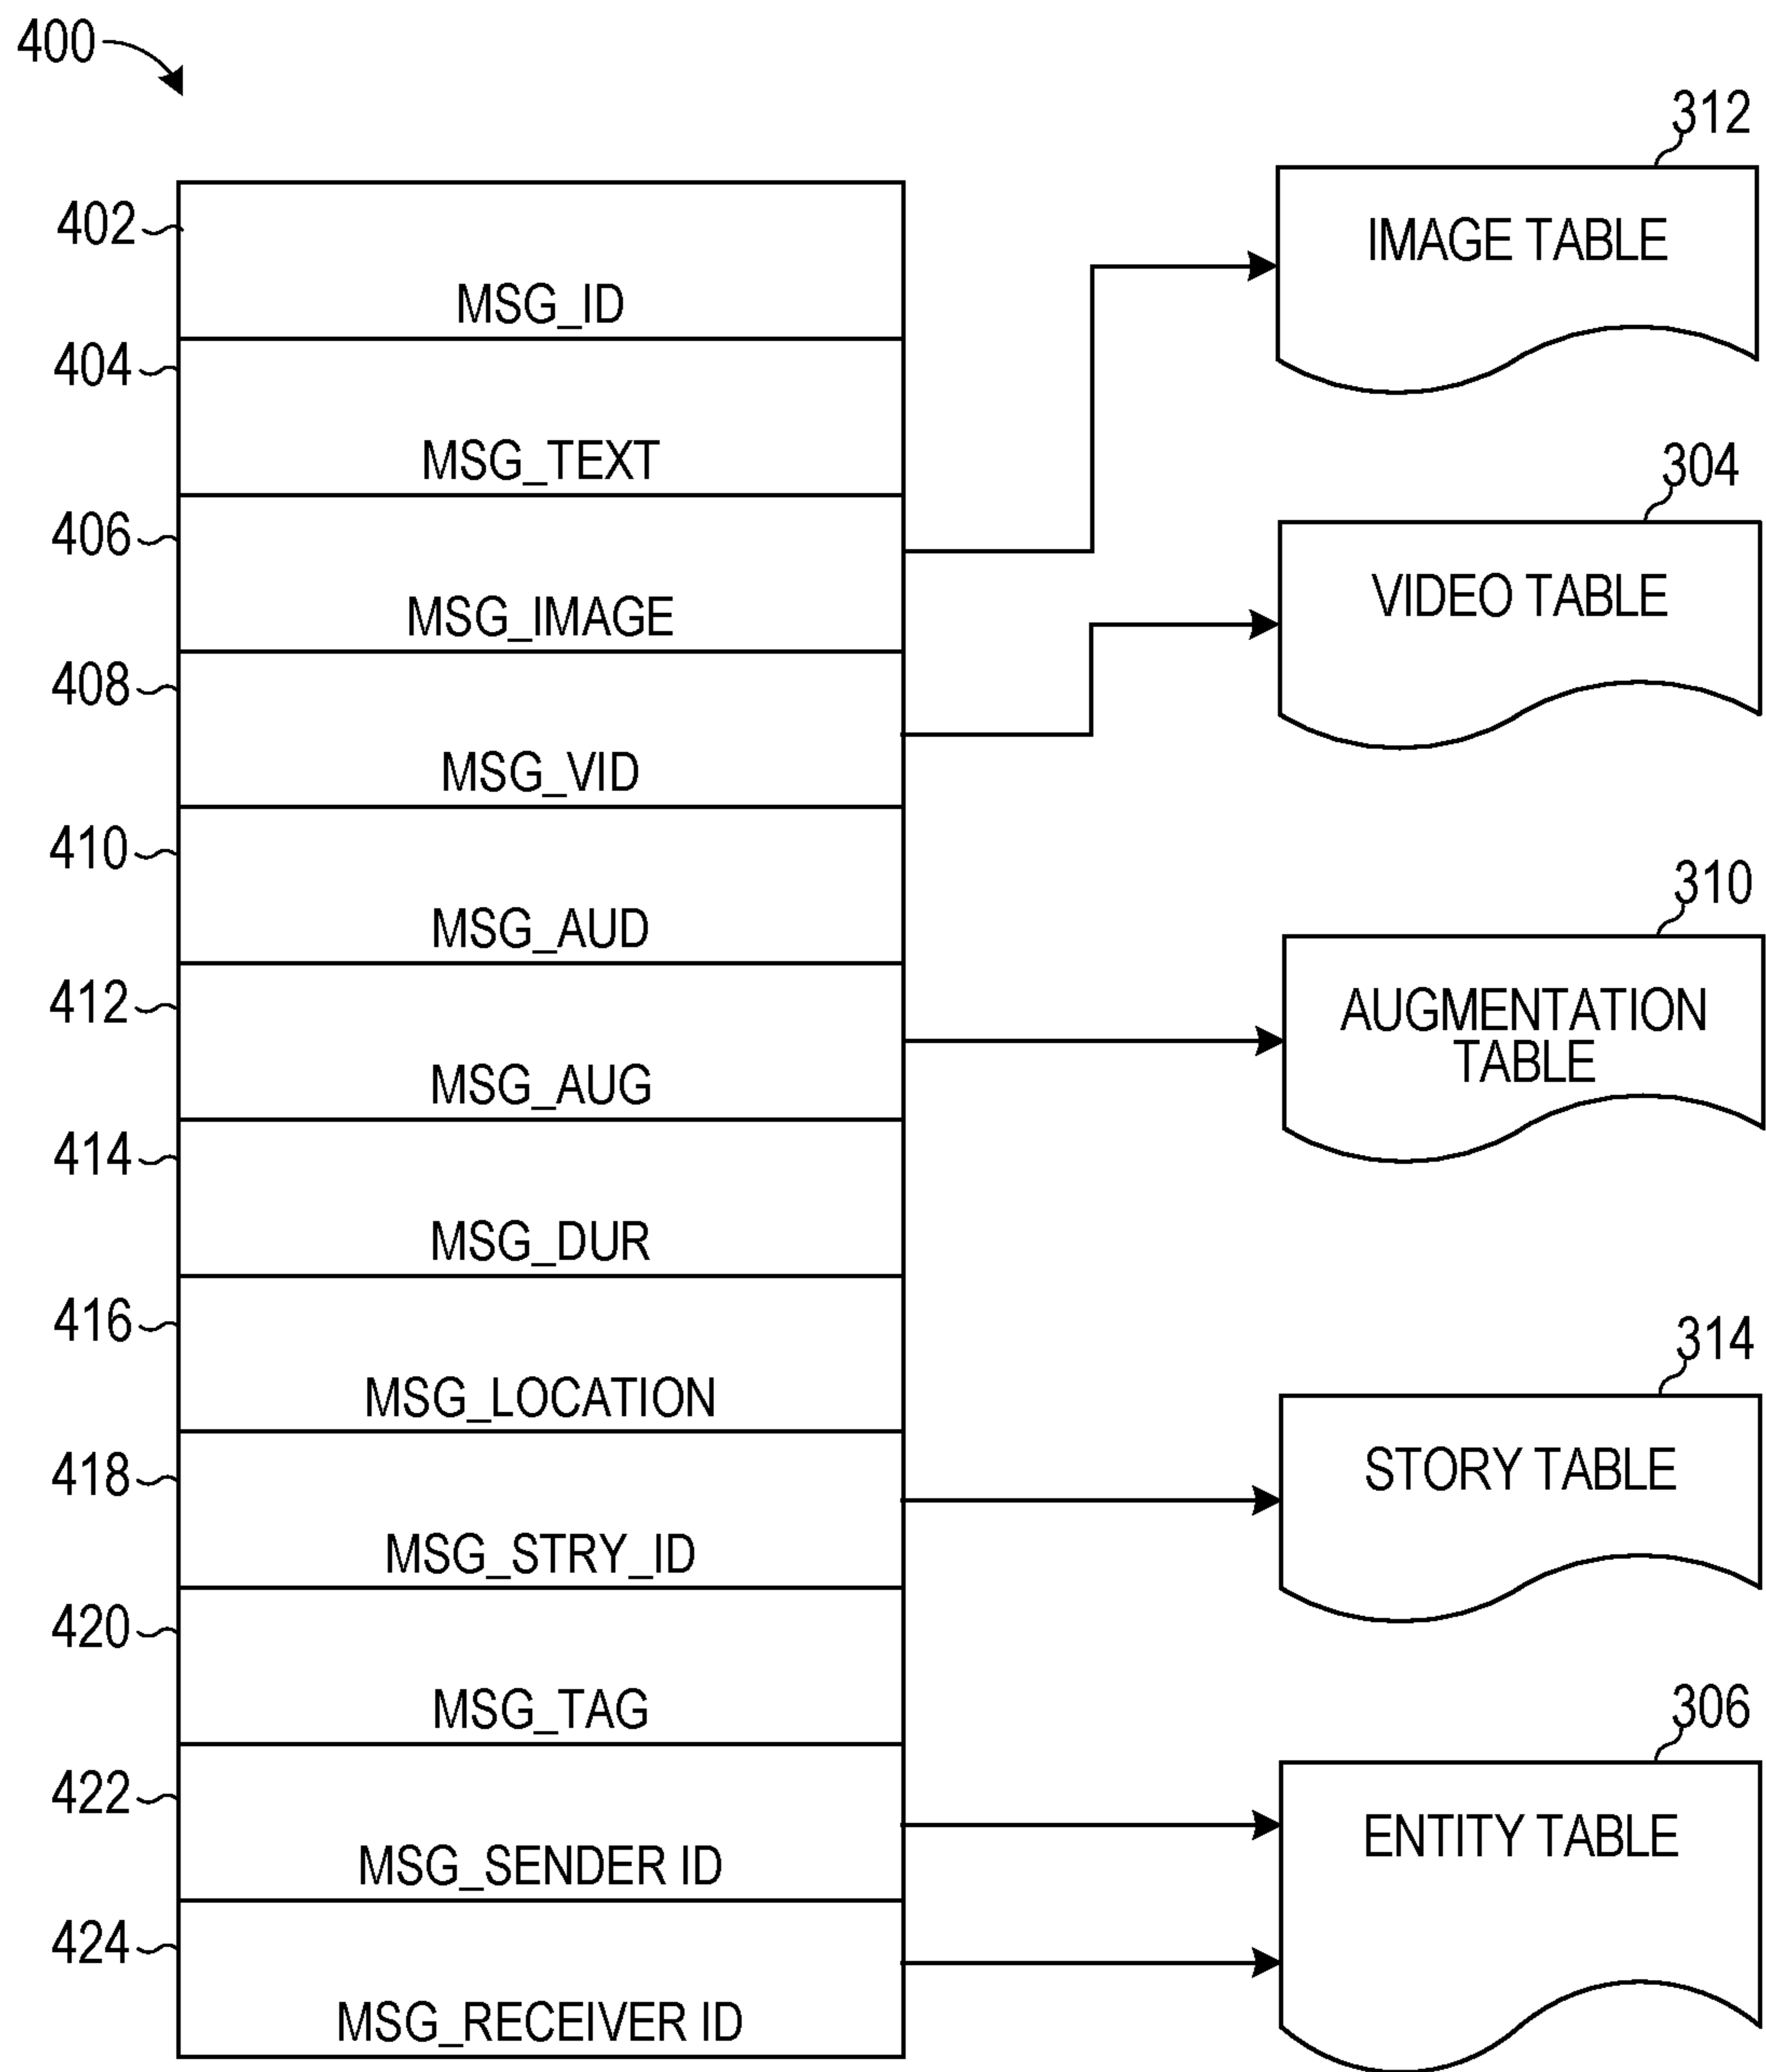 400
402
MSG_ID
404
MSG_TEXT
406
MSG_IMAGE
408
MSG_VID
410
MSG_AUD
412
MSG_AUG
414
MSG_DUR
416
MSG_LOCATION
418
MSG_STRY_ID
420
MSG_TAG
422
MSG_SENDER ID
424
MSG_RECEIVER ID
312
IMAGE TABLE
304
VIDEO TABLE
310
AUGMENTATION
TABLE
314
STORY TABLE
306
ENTITY TABLE